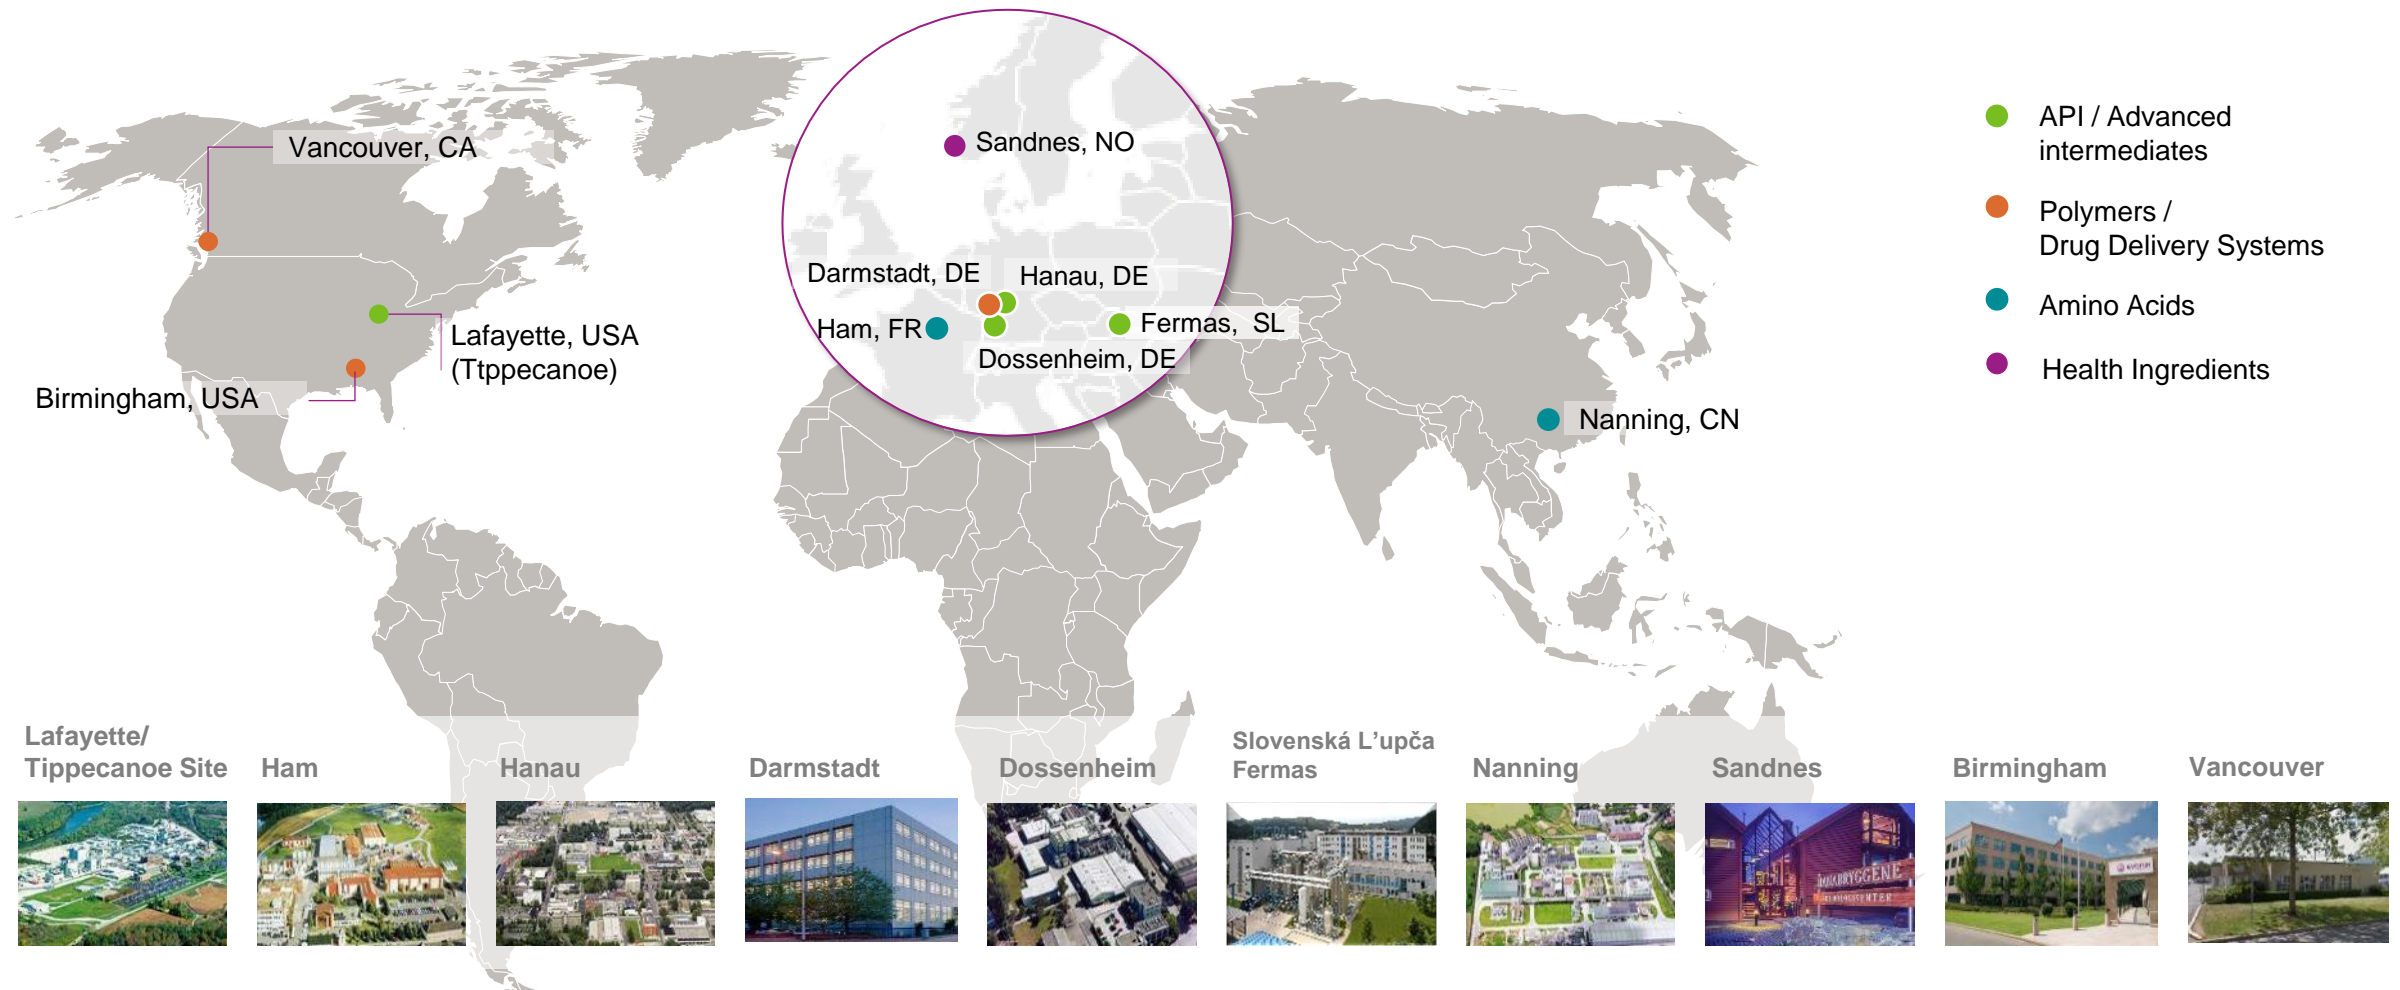 Vancouver, CA
Sandnes, NO
Darmstadt, DE
Hanau, DE
Ham, FR
Fermas, SL
Dossenheim, DE
Lafayette, USA
(Ttppecanoe)
Birmingham, USA
Nanning, CN
API / Advanced
intermediates
Polymers /
Drug Delivery Systems
Amino Acids
Health Ingredients
Lafayette/
Tippecanoe Site
Ham
Hanau
Darmstadt
Dossenheim
Slovenská L'upča
Fermas
Nanning
Sandnes
Birmingham
Vancouver